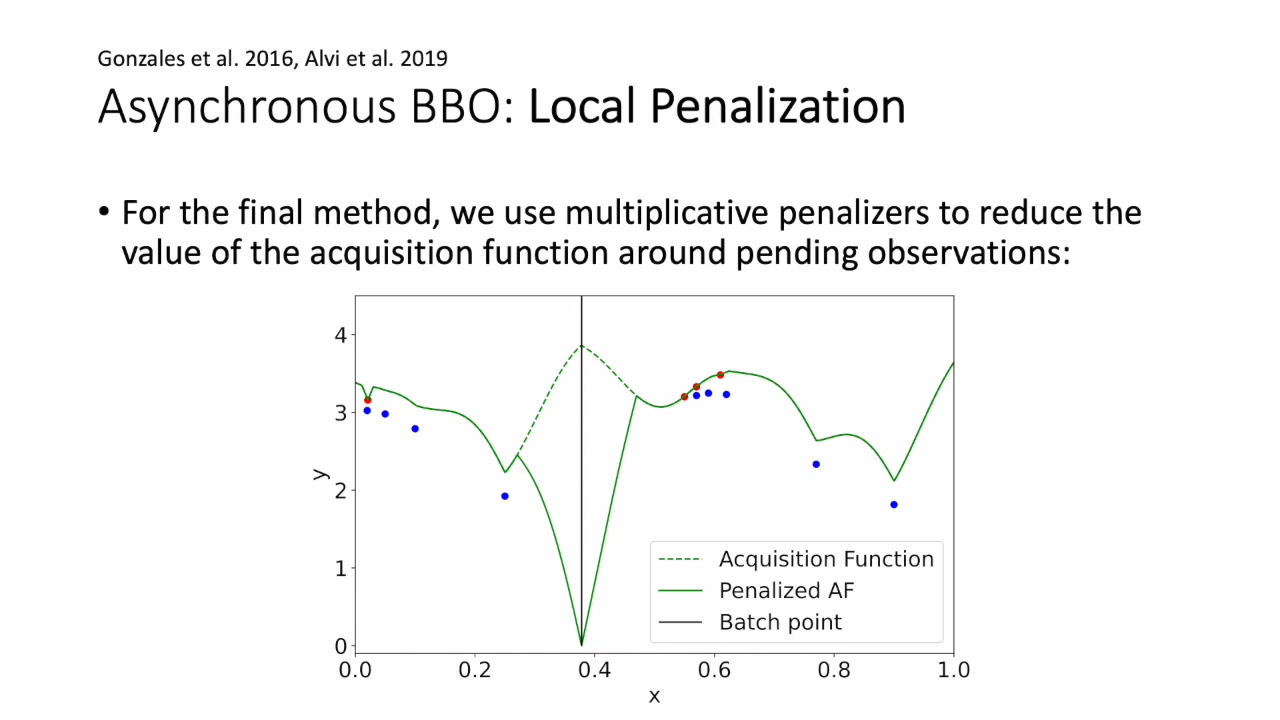 Gonzales et al. 2016, Alvi et al. 2019
Asynchronous BBO: Local Penalization
• For the final method, we use multiplicative penalizers to reduce the
value of the acquisition function around pending observations:
4
3
2
1
0
y
Acquisition Function
Penalized AF
Batch point
0.0 0.2 0.4 0.6 0.8 1.0
x